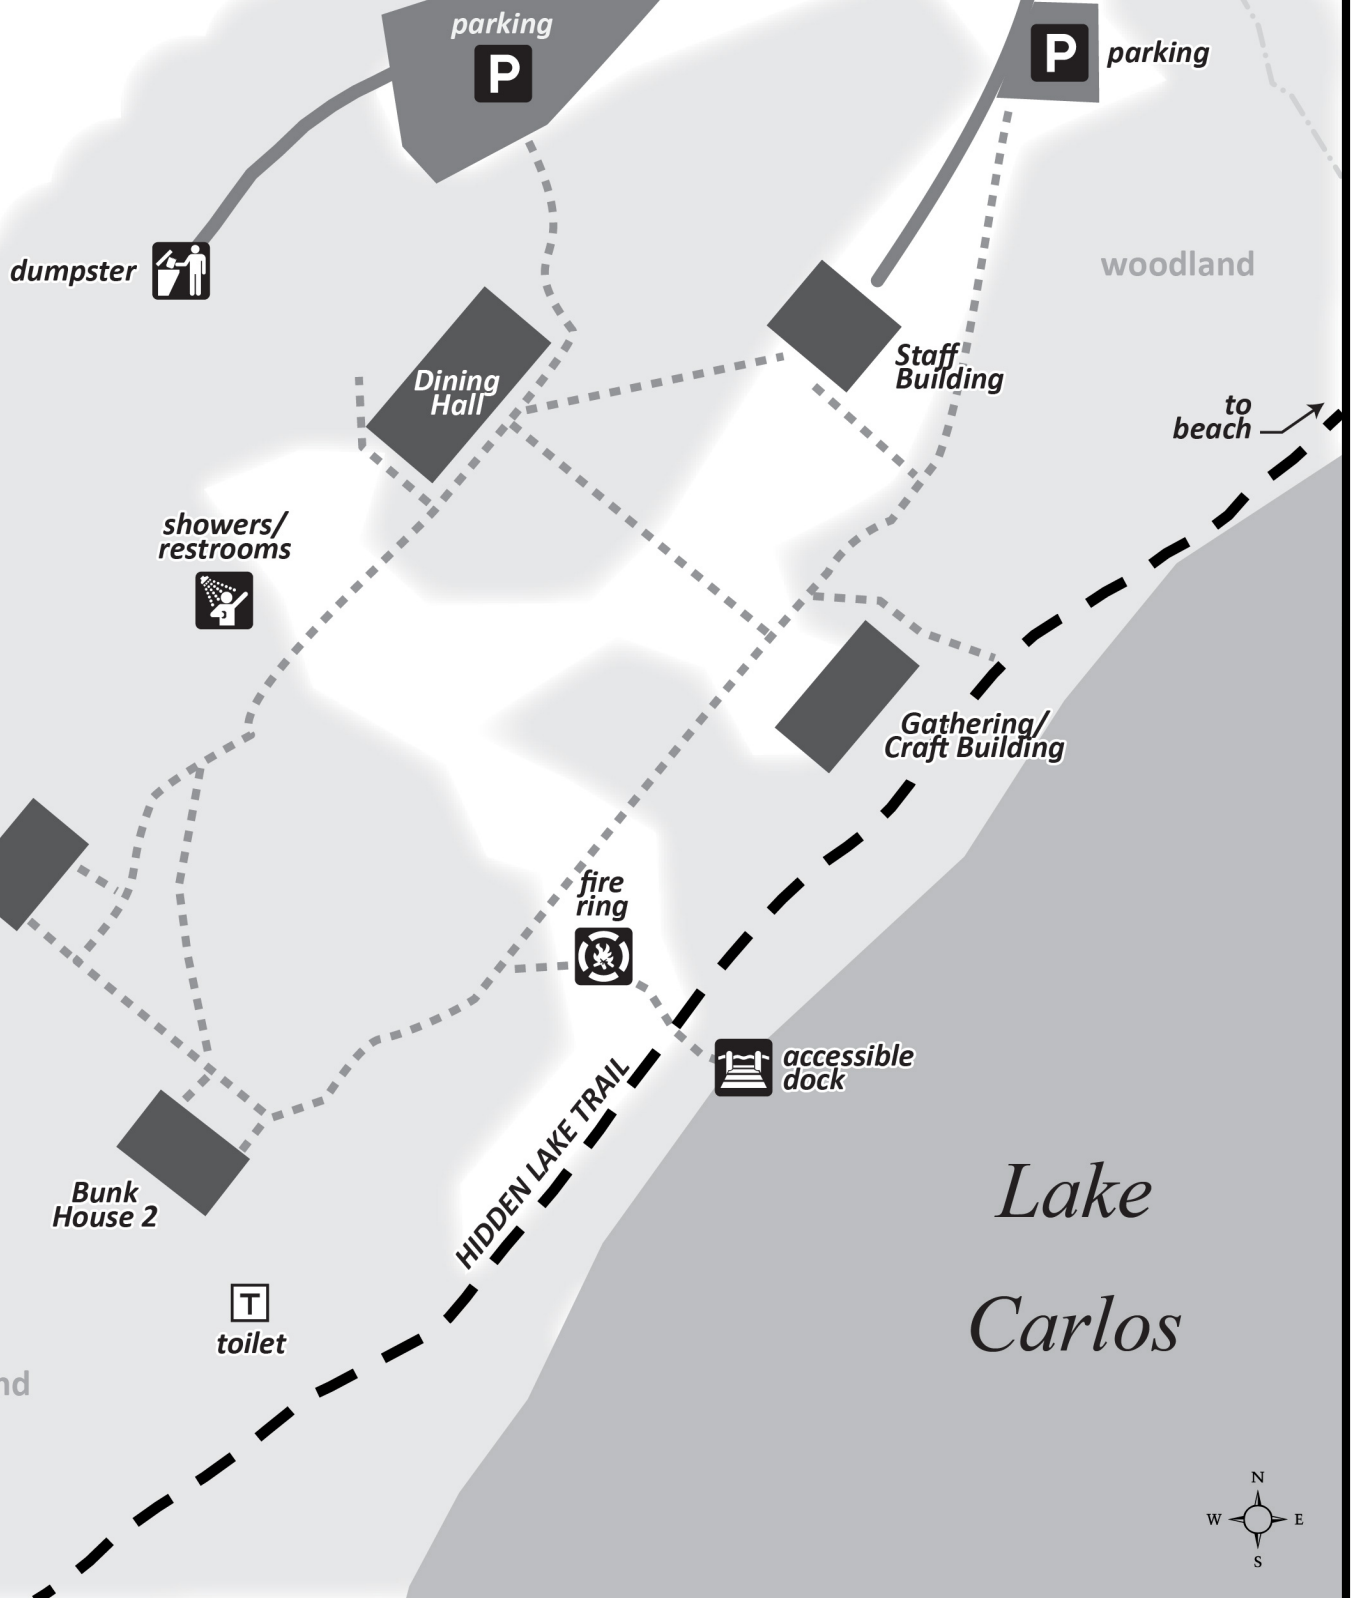 parking
P
P
parking
dumpster
woodland
Staff
Building
Dining
Hall
to
beach
showers/
restrooms
Gathering/
Craft Building
fire
ring
accessible
dock
HIDDEN LAKE TRAIL
Lake
Carlos
Bunk
House 2
T
toilet
nd
N
W
E
S